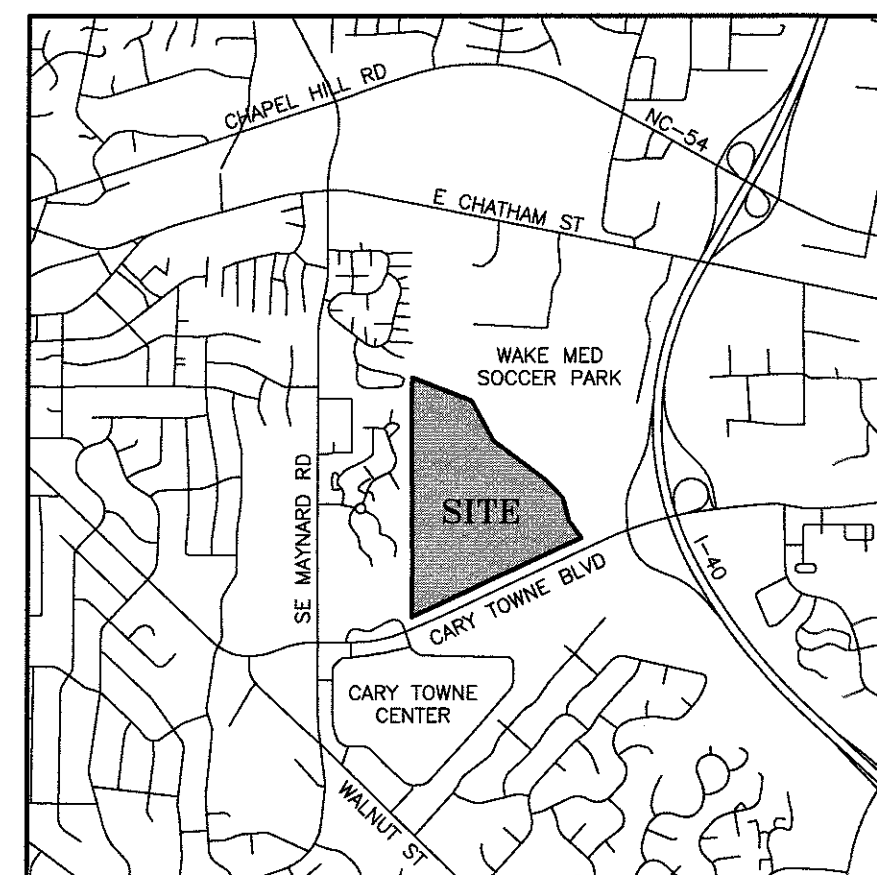 CHAPEL HILL RD
NC-54
E CHATHAM ST
WAKE MED
SOCCER PARK
SE MAYNARD RD
SITE
I-40
CARY TOWNE BLVD
CARY TOWNE
CENTER
WALNUT ST